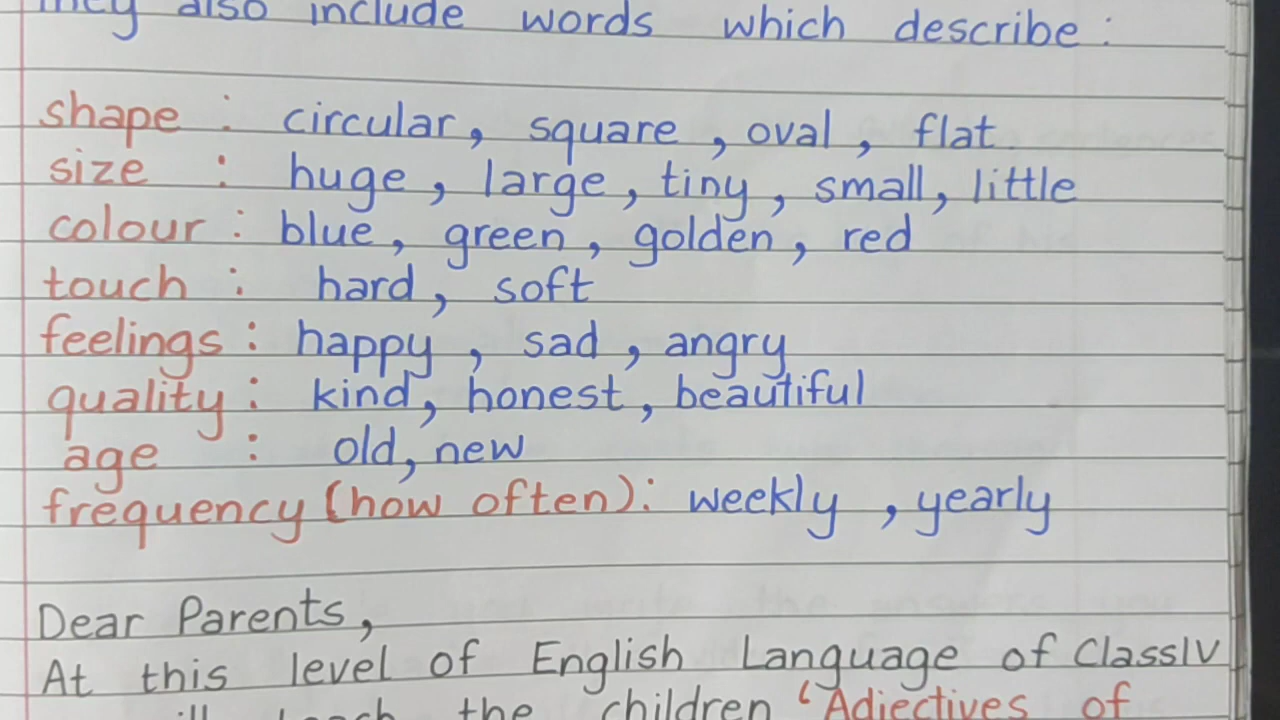 They also include words which describe :
shape : circular, square, oval, flat
size : huge, large, tiny, small, little
colour : blue, green, golden, red
touch : hard, soft
feelings : happy, sad, angry
quality : kind, honest, beautiful
age : old, new
frequency (how often) : weekly, yearly
Dear Parents,
At this level of English Language of Class IV
the children 'Adjectives of